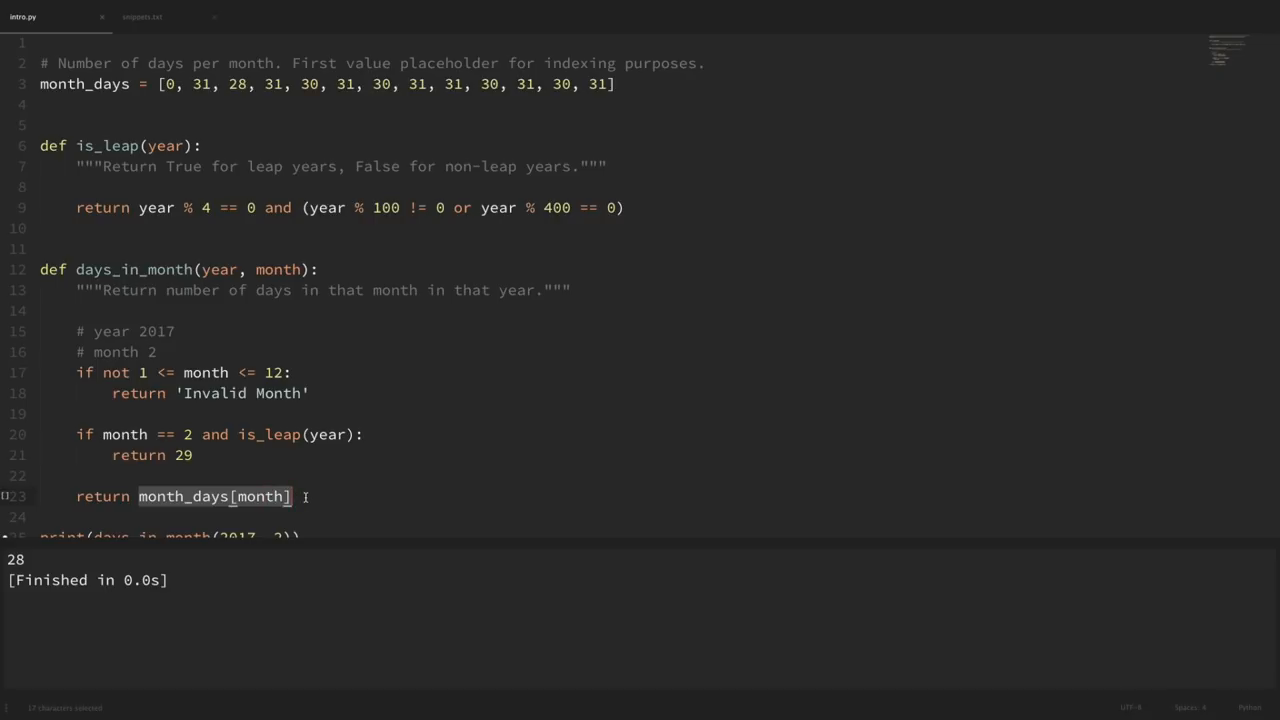 intro.py
snippets.txt
1
2 # Number of days per month. First value placeholder for indexing purposes.
3 month_days = [0, 31, 28, 31, 30, 31, 30, 31, 31, 30, 31, 30, 31]
4
5
6 def is_leap(year):
7 """Return True for leap years, False for non-leap years."""
8
9 return year % 4 == 0 and (year % 100 != 0 or year % 400 == 0)
10
11
12 def days_in_month(year, month):
13 """Return number of days in that month in that year."""
14
15 # year 2017
16 # month 2
17 if not 1 <= month <= 12:
18 return 'Invalid Month'
19
20 if month == 2 and is_leap(year):
21 return 29
22
23 return month_days[month]
24
25 print(days_in_month(2017, 2))
28
[Finished in 0.0s]
17 characters selected
UTF-8
Spaces: 4
Python